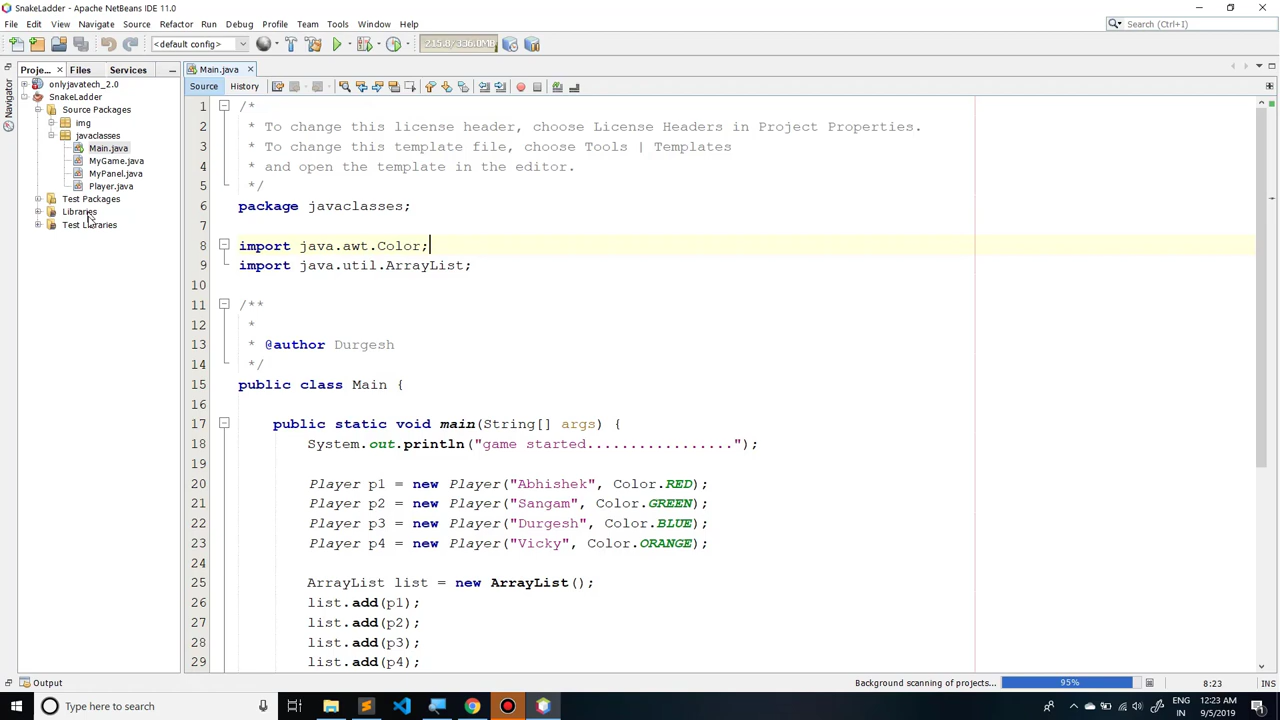 SnakeLadder - Apache NetBeans IDE 11.0
File Edit View Navigate Source Refactor Run Debug Profile Team Tools Window Help
Search (Ctrl+I)
<default config>
215.8/336.0MB
Proje... Files Services
Main.java
Navigator
Source History
onlyjavatech_2.0
SnakeLadder
Source Packages
img
javaclasses
Main.java
MyGame.java
MyPanel.java
Player.java
Test Packages
Libraries
Test Libraries
1 /*
2 * To change this license header, choose License Headers in Project Properties.
3 * To change this template file, choose Tools | Templates
4 * and open the template in the editor.
5 */
6 package javaclasses;
7
8 import java.awt.Color;
9 import java.util.ArrayList;
10
11 /**
12 *
13 * @author Durgesh
14 */
15 public class Main {
16
17 public static void main(String[] args) {
18 System.out.println("game started.................");
19
20 Player p1 = new Player("Abhishek", Color.RED);
21 Player p2 = new Player("Sangam", Color.GREEN);
22 Player p3 = new Player("Durgesh", Color.BLUE);
23 Player p4 = new Player("Vicky", Color.ORANGE);
24
25 ArrayList list = new ArrayList();
26 list.add(p1);
27 list.add(p2);
28 list.add(p3);
29 list.add(p4);
Output
Background scanning of projects... 95% 8:23 INS
Type here to search
ENG
IN
12:23 AM
9/5/2019